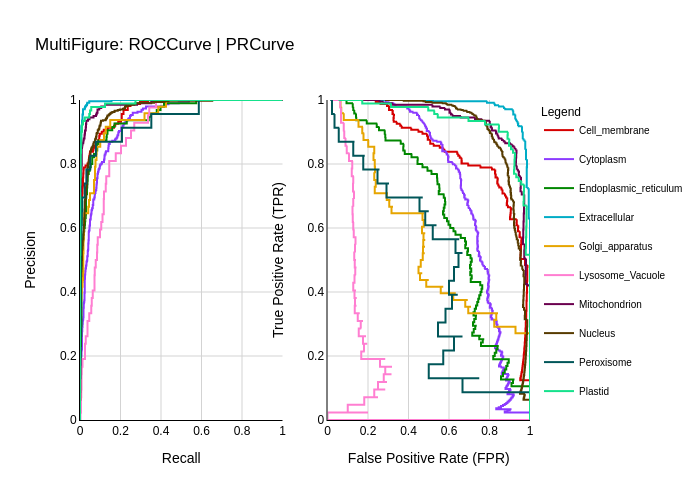 MultiFigure: ROCCurve | PRCurve
Precision
1
0.8
0.6
0.4
0.2
0
0 0.2 0.4 0.6 0.8 1
Recall
True Positive Rate (TPR)
1
0.8
0.6
0.4
0.2
0
0 0.2 0.4 0.6 0.8 1
False Positive Rate (FPR)
Legend
Cell_membrane
Cytoplasm
Endoplasmic_reticulum
Extracellular
Golgi_apparatus
Lysosome_Vacuole
Mitochondrion
Nucleus
Peroxisome
Plastid